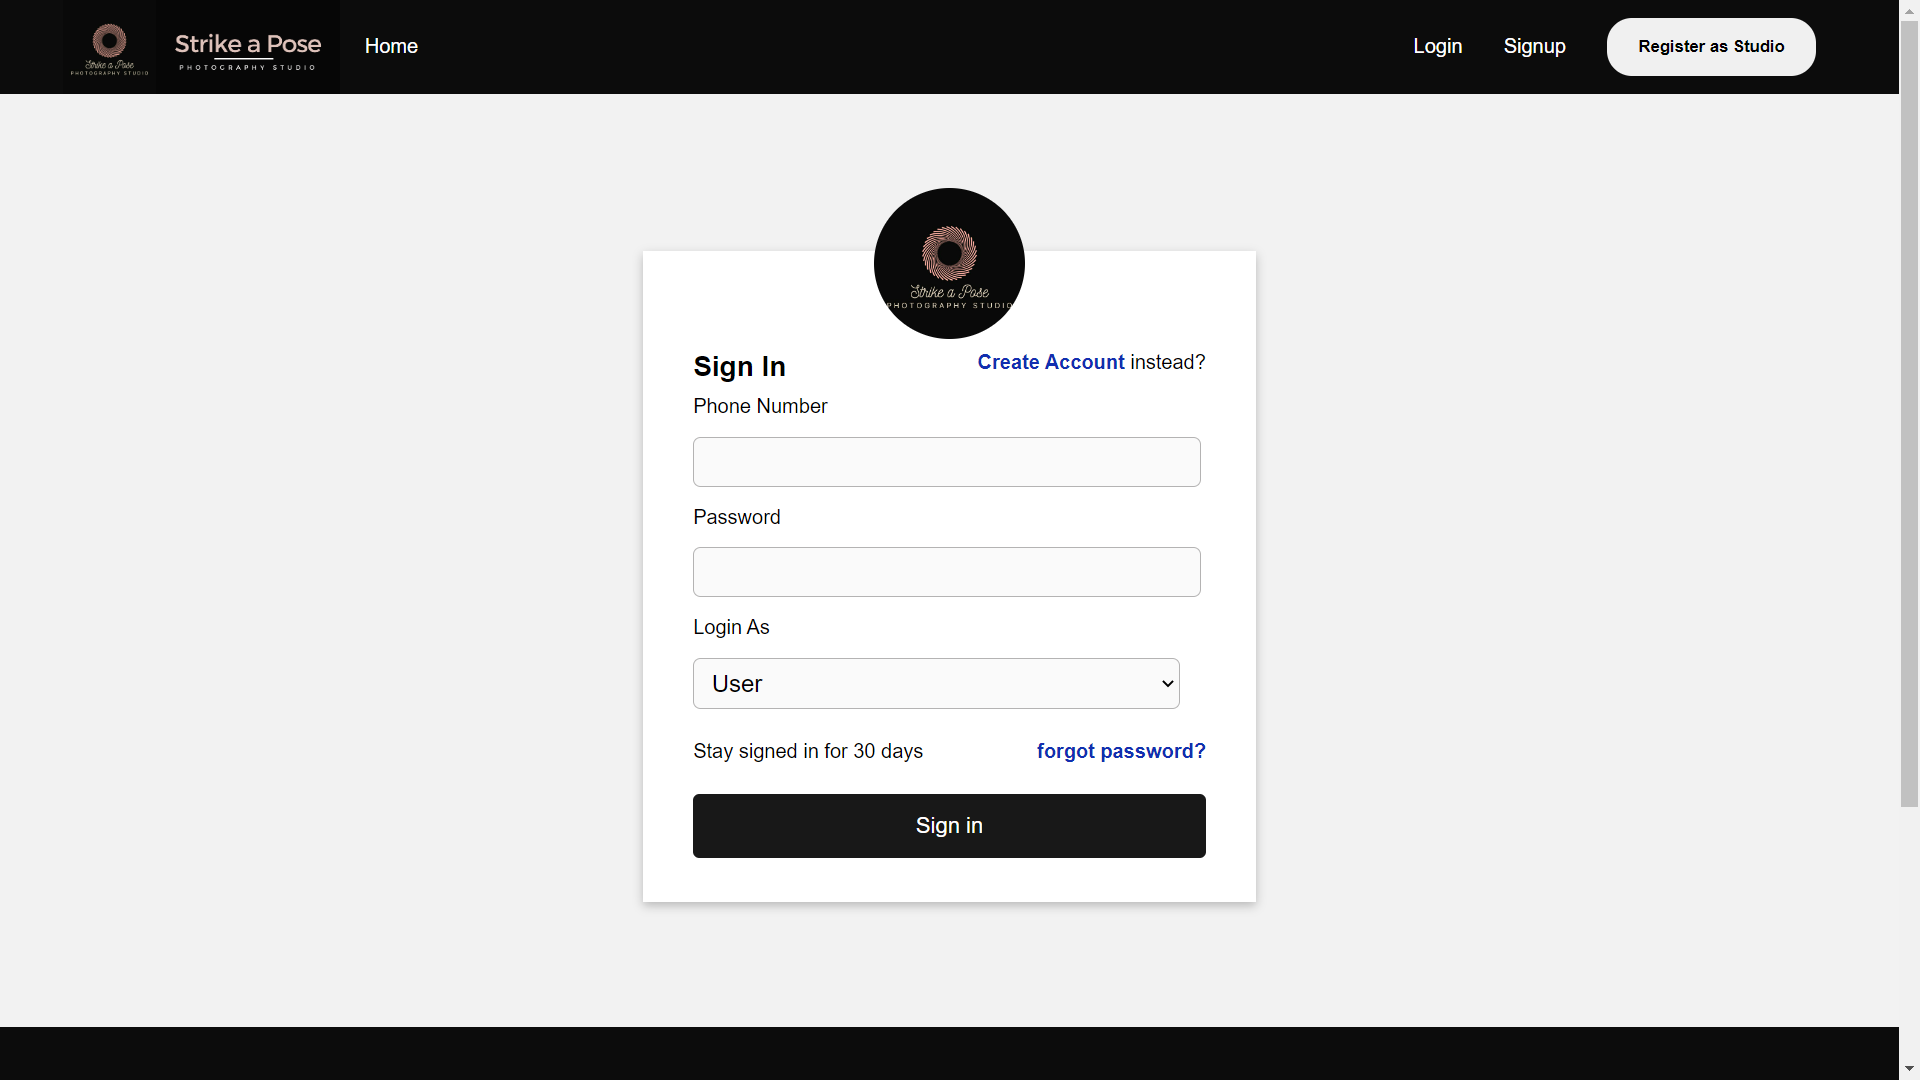 Strike a Pose
PHOTOGRAPHY STUDIO
Strike a Pose
PHOTOGRAPHY STUDIO
Home
Login
Signup
Register as Studio
Strike a Pose
PHOTOGRAPHY STUDIO
Sign In
Create Account instead?
Phone Number
Password
Login As
User
Stay signed in for 30 days
forgot password?
Sign in